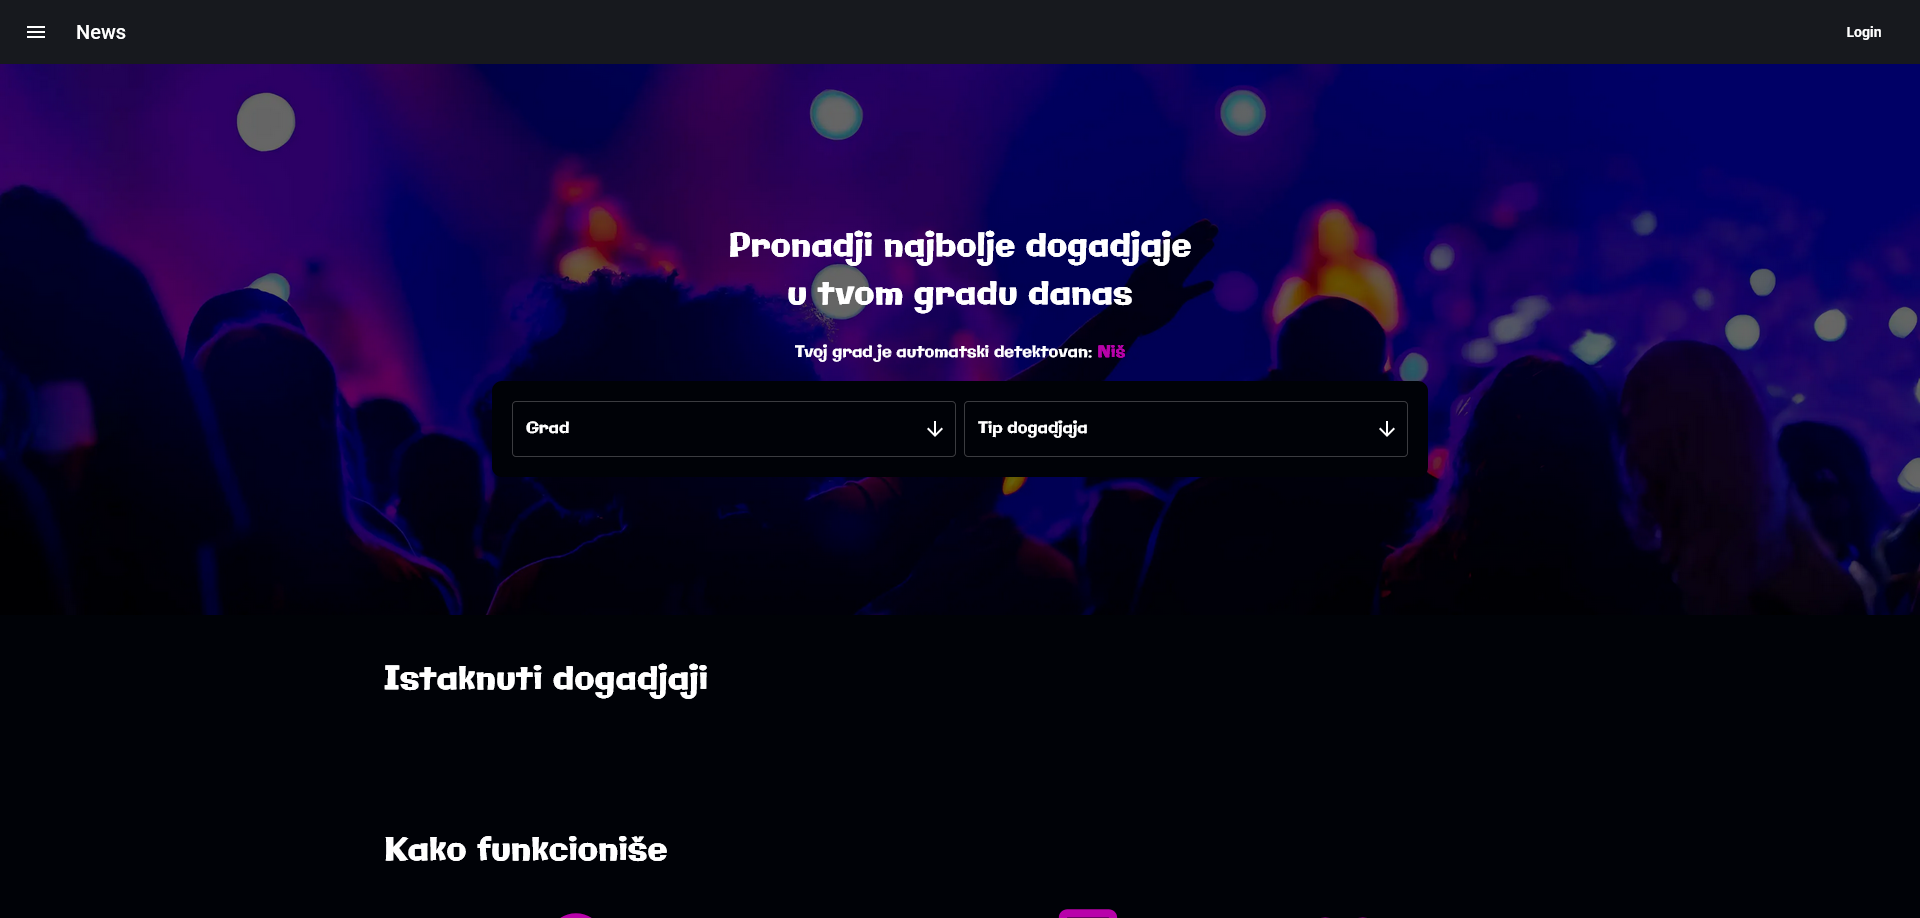 News
Login
Pronadji najbolje dogadjaje
u tvom gradu danas
Tvoj grad je automatski detektovan: Niš
Grad
Tip dogadjaja
Istaknuti dogadjaji
Kako funkcioniše